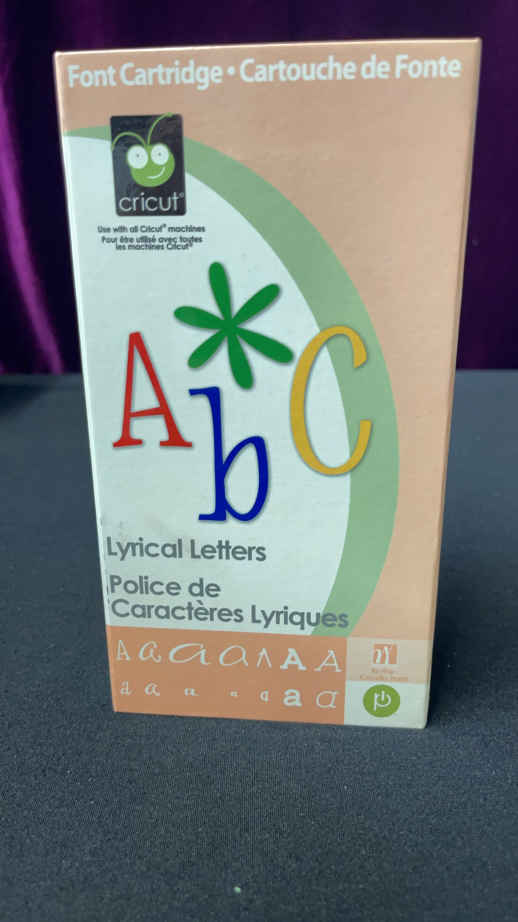 Font Cartridge • Cartouche de Fonte
cricut®
Use with all Cricut® machines
Pour être utilisé avec toutes
les machines Cricut®
A*bC
Lyrical Letters
Police de
Caractères Lyriques
A a a a A A A
a a a a a a a